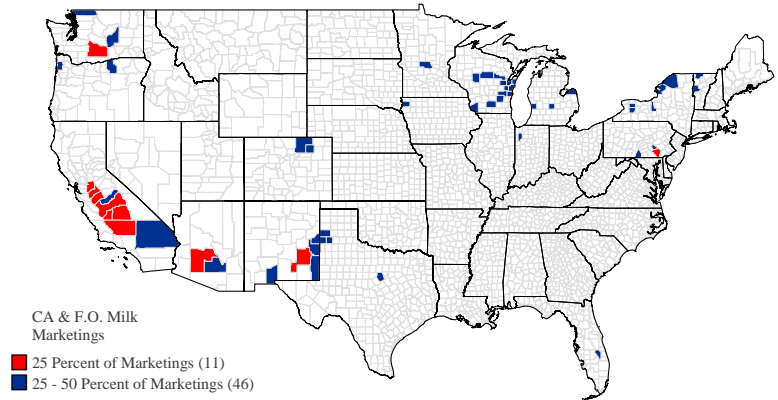 CA & F.O. Milk
Marketings
25 Percent of Marketings (11)
25 - 50 Percent of Marketings (46)